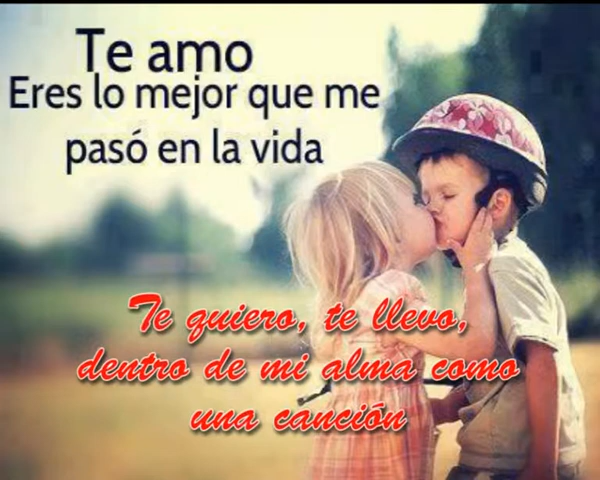 Te amo
Eres lo mejor que me
pasó en la vida
Te quiero, te llevo,
dentro de mi alma como
una canción